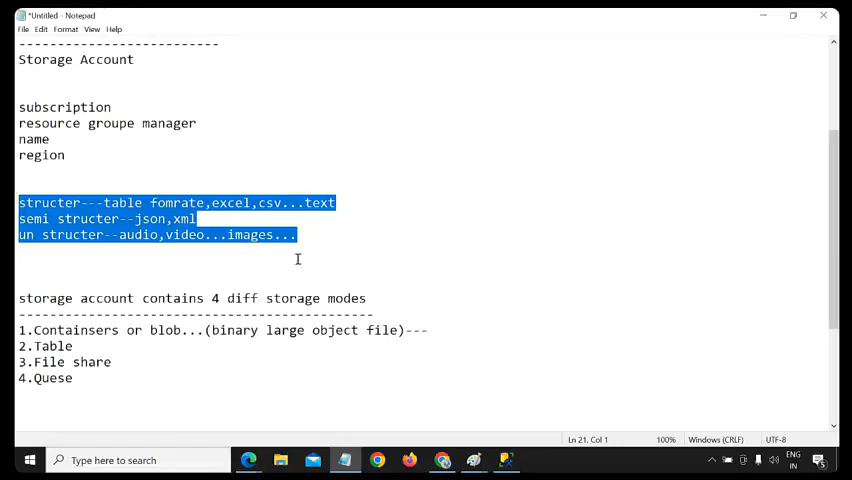 *Untitled - Notepad
File Edit Format View Help
--------------------------
Storage Account
subscription
resource groupe manager
name
region
structer---table fomrate,excel,csv...text
semi structer--json,xml
un structer--audio,video...images...
storage account contains 4 diff storage modes
----------------------------------------------
1.Containsers or blob...(binary large object file)---
2.Table
3.File share
4.Quese
Ln 21, Col 1 100% Windows (CRLF) UTF-8
Type here to search
ENG
IN
5